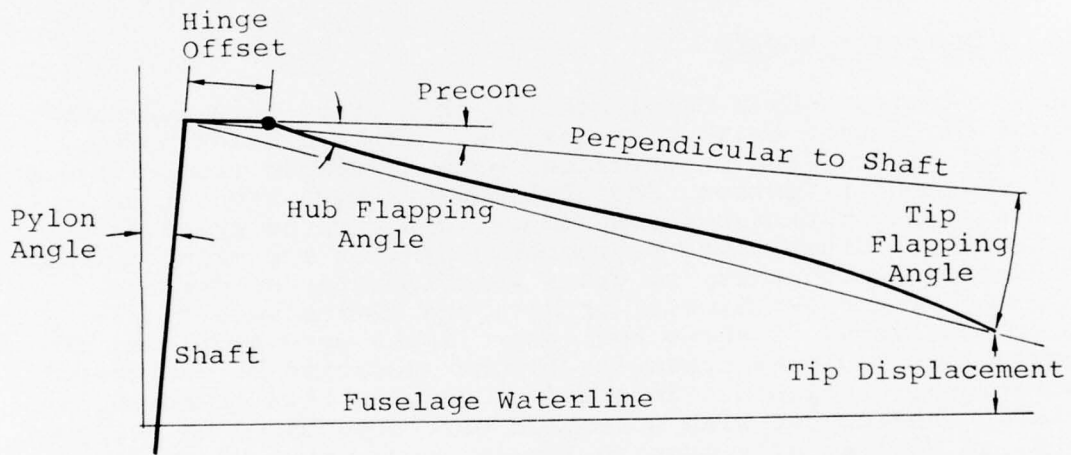 Hinge
Offset
Precone
Perpendicular to Shaft
Pylon
Angle
Hub Flapping
Angle
Tip
Flapping
Angle
Shaft
Tip Displacement
Fuselage Waterline